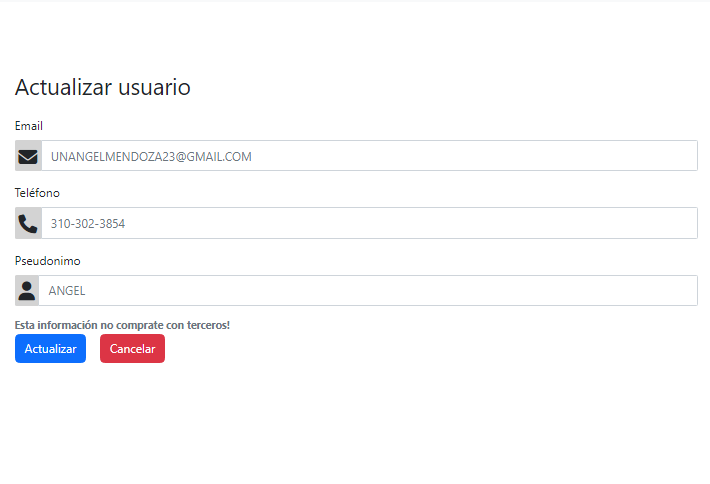 Actualizar usuario
Email
UNANGELMENDOZA23@GMAIL.COM
Teléfono
310-302-3854
Pseudonimo
ANGEL
Esta información no comprate con terceros!
Actualizar Cancelar